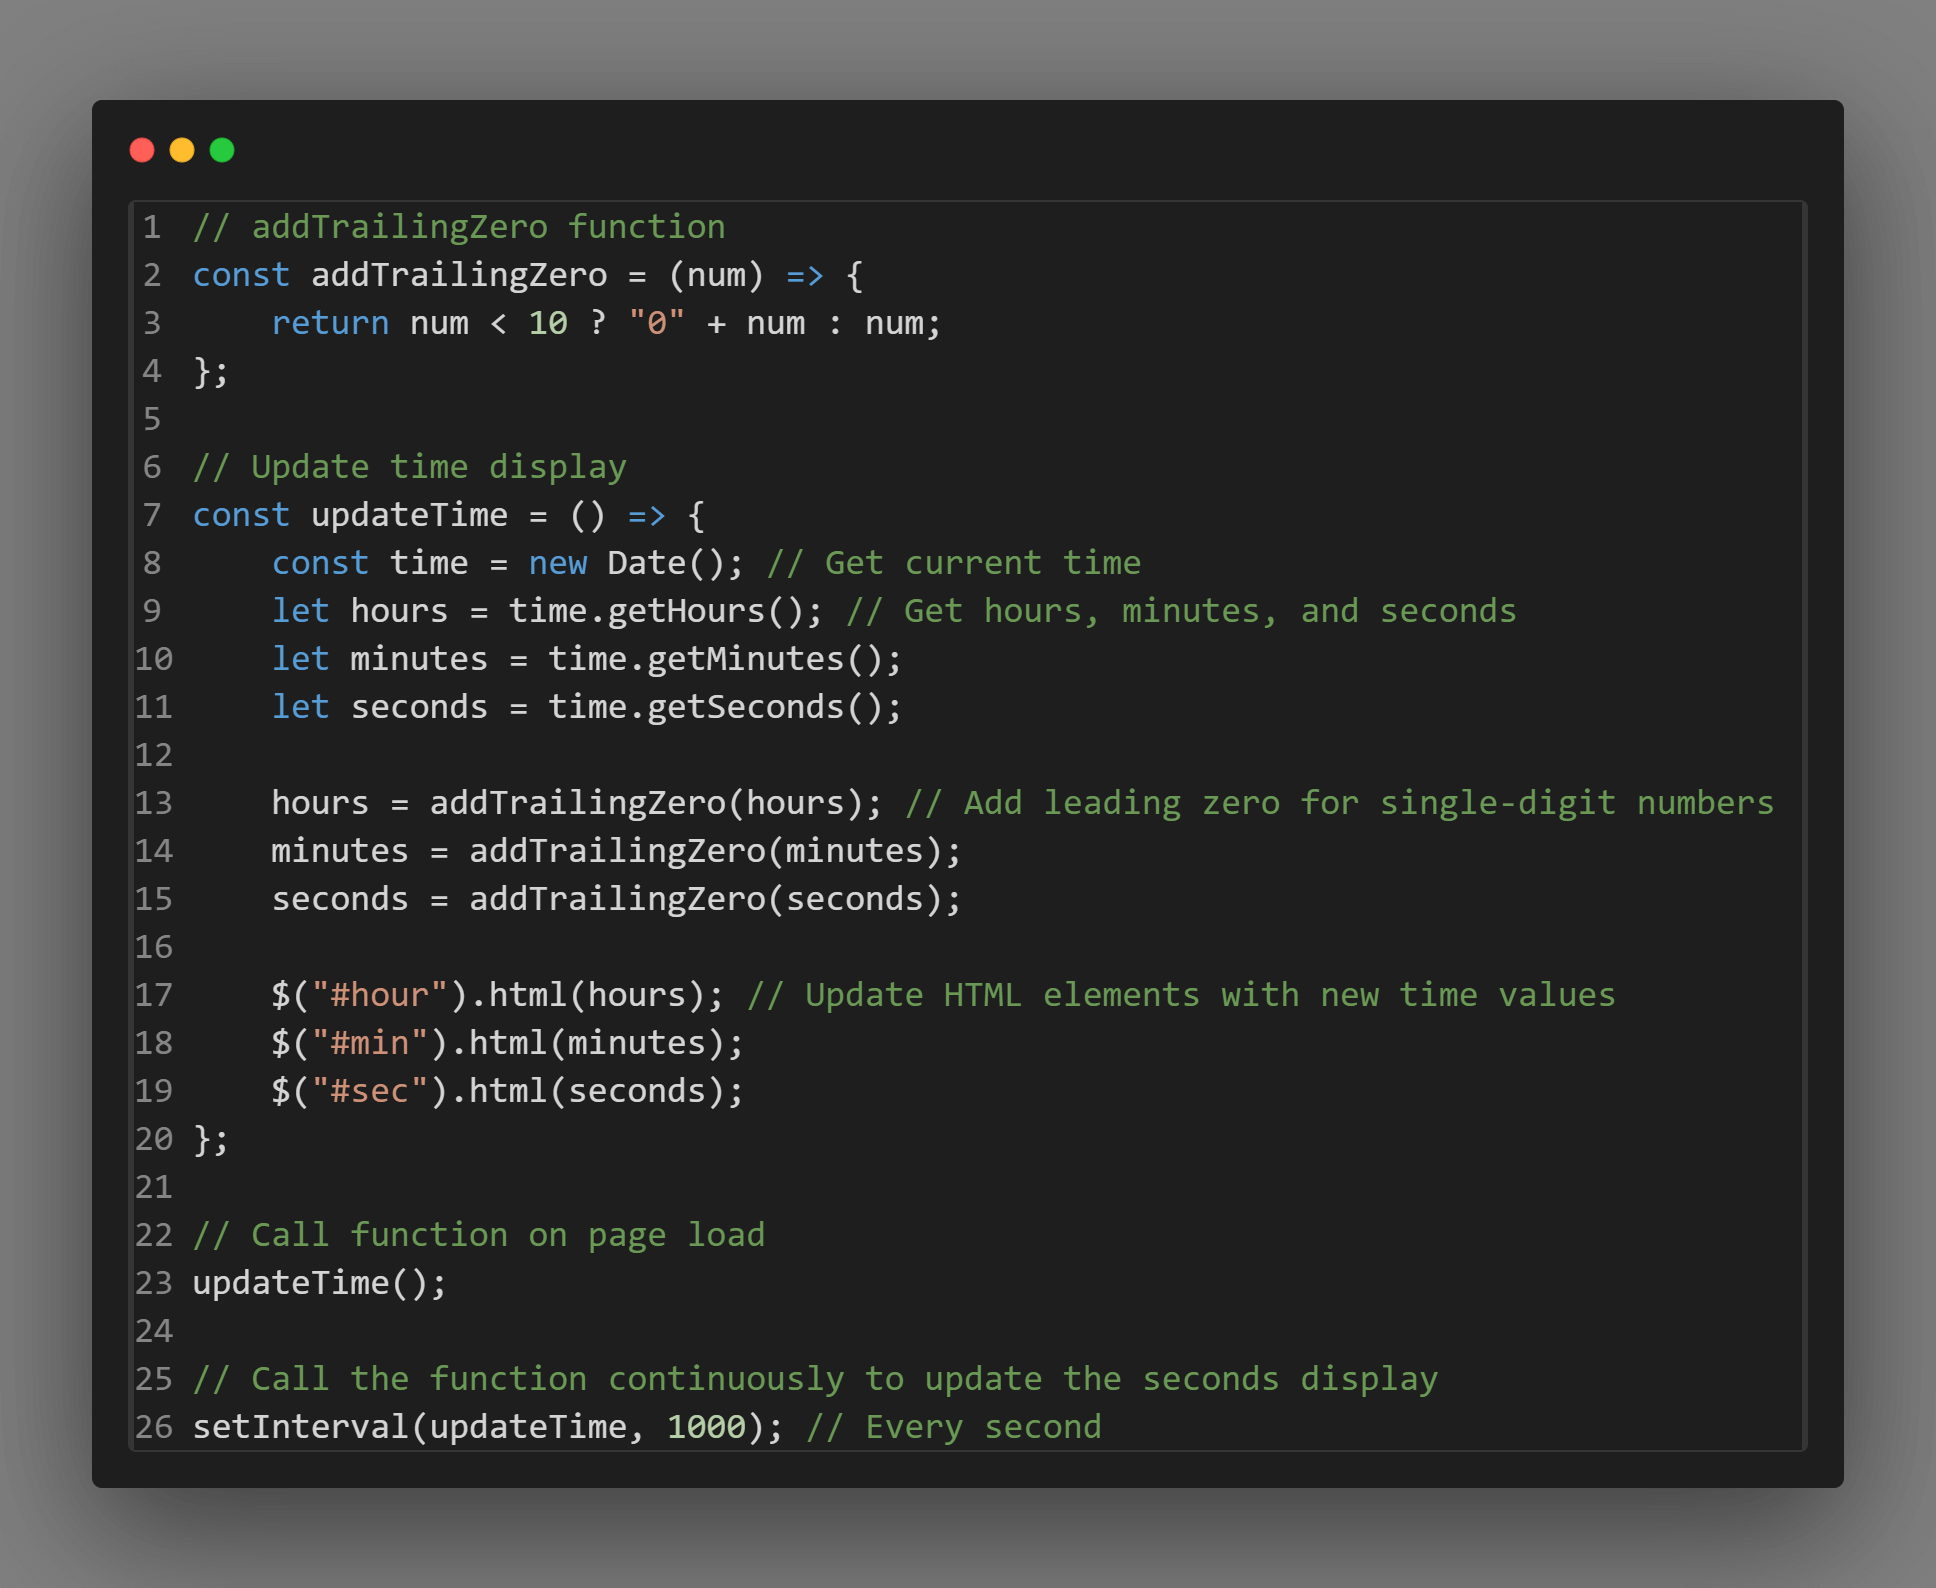 1 // addTrailingZero function
2 const addTrailingZero = (num) => {
3     return num < 10 ? "0" + num : num;
4 };
5
6 // Update time display
7 const updateTime = () => {
8     const time = new Date(); // Get current time
9     let hours = time.getHours(); // Get hours, minutes, and seconds
10     let minutes = time.getMinutes();
11     let seconds = time.getSeconds();
12
13     hours = addTrailingZero(hours); // Add leading zero for single-digit numbers
14     minutes = addTrailingZero(minutes);
15     seconds = addTrailingZero(seconds);
16
17     $("#hour").html(hours); // Update HTML elements with new time values
18     $("#min").html(minutes);
19     $("#sec").html(seconds);
20 };
21
22 // Call function on page load
23 updateTime();
24
25 // Call the function continuously to update the seconds display
26 setInterval(updateTime, 1000); // Every second